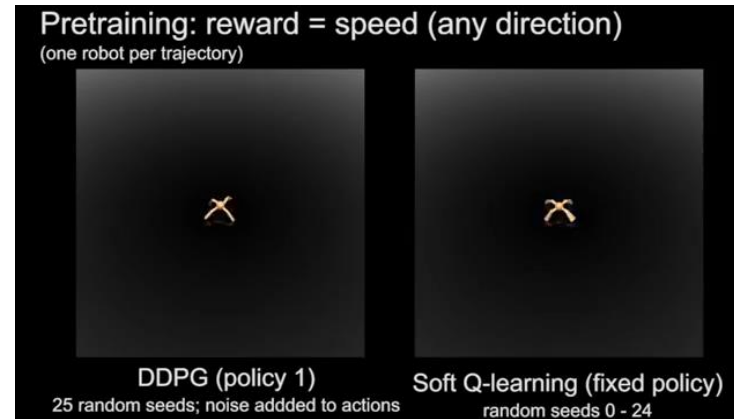 Pretraining: reward = speed (any direction)
(one robot per trajectory)
DDPG (policy 1)
25 random seeds; noise addded to actions
Soft Q-learning (fixed policy)
random seeds 0 - 24